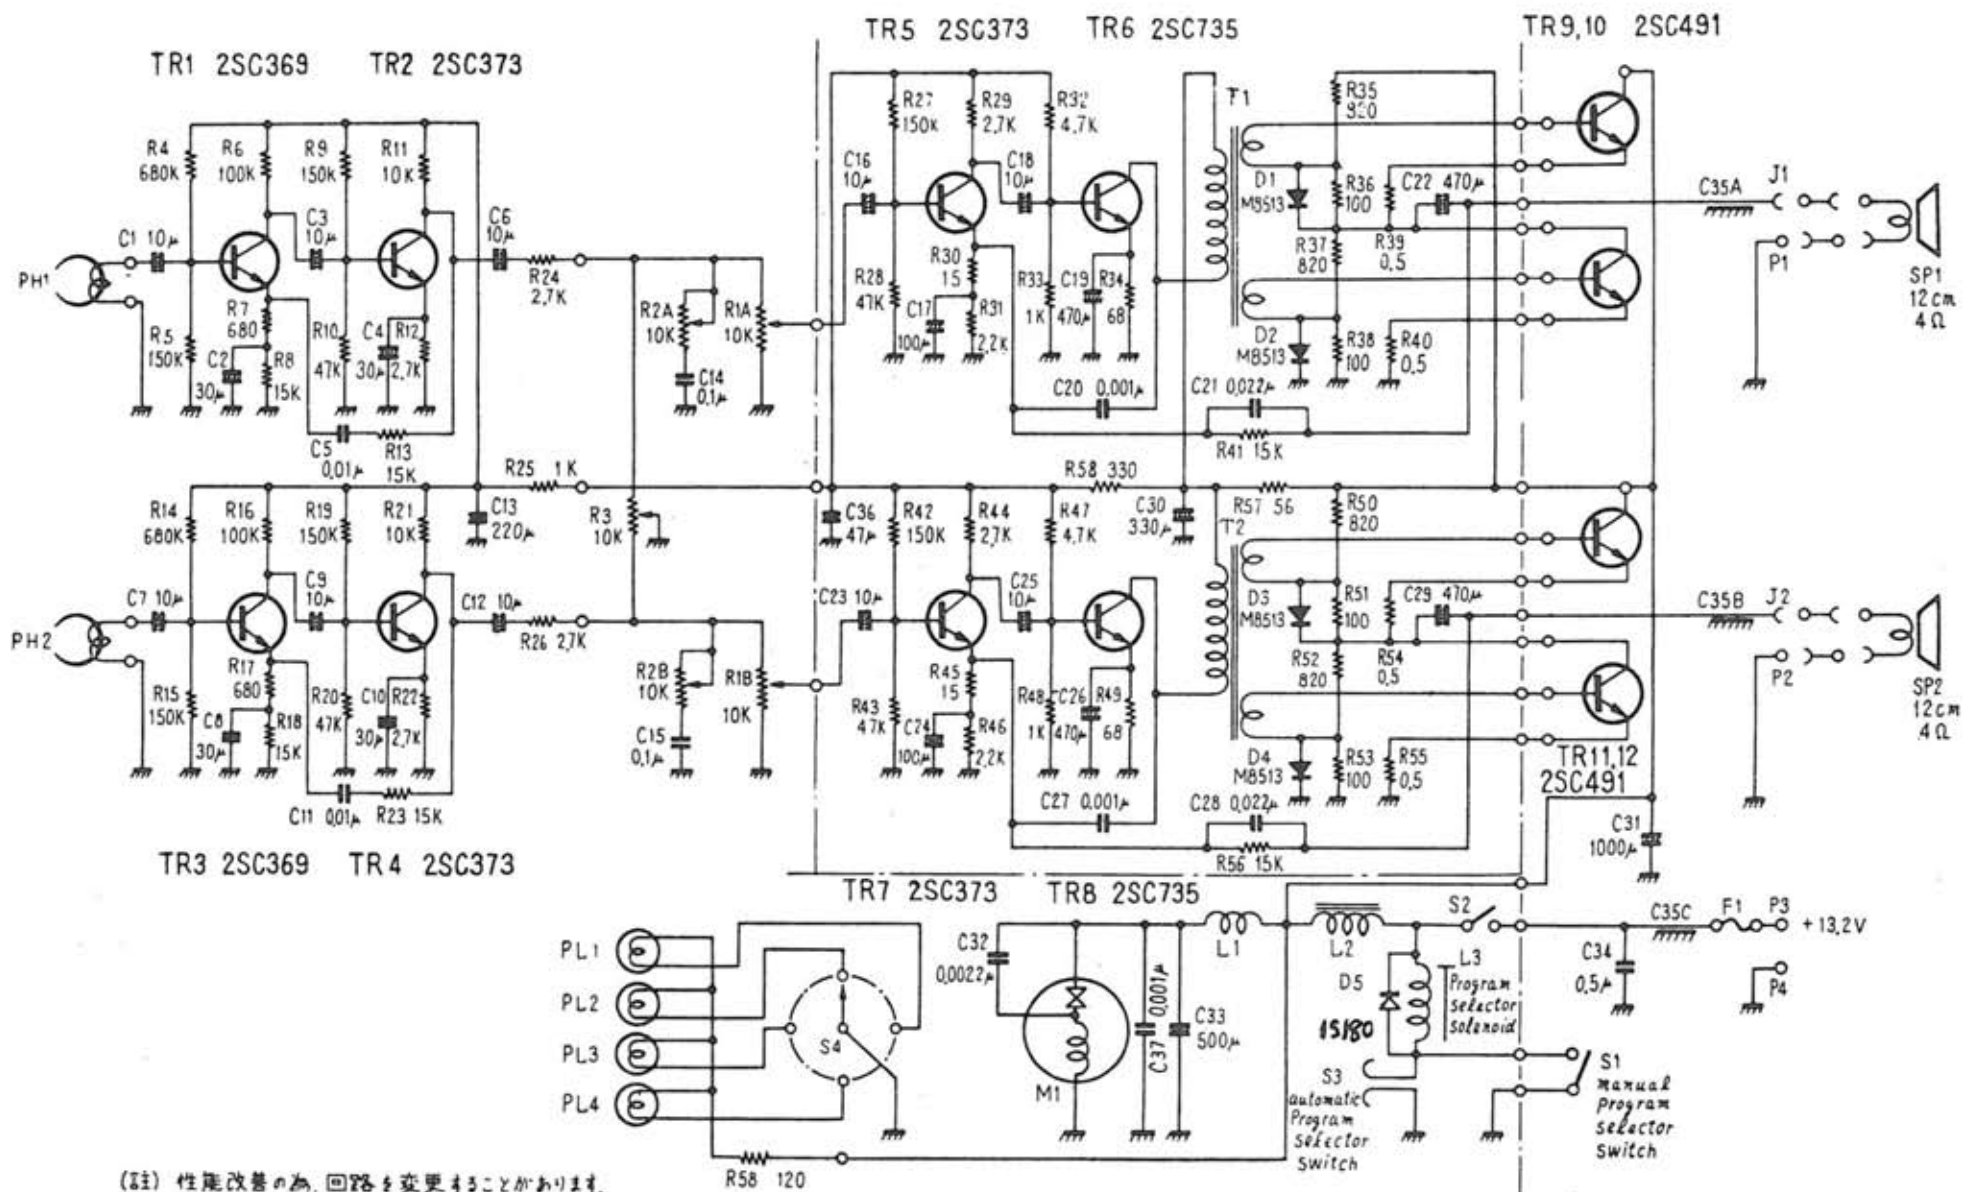 TR1 2SC369
TR2 2SC373
TR5 2SC373
TR6 2SC735
TR9,10 2SC491
R4
680K
R6
100K
R9
150K
R11
10K
C1 10μ
C3
10μ
C6
10μ
R24
2.7K
PH1
R5
150K
R7
680
C2
30μ
R8
15K
R10
47K
C4
30μ
R12
2.7K
C5
0.01μ
R13
15K
R2A
10K
R1A
10K
C14
0.1μ
R27
150K
R29
2.7K
R32
4.7K
C16
10μ
C18
10μ
R28
47K
R30
15
C17
100μ
R31
2.2K
R33
1K
C19
470μ
R34
68
C20 0.001μ
T1
R35
820
D1
M8513
R36
100
R37
820
R39
0.5
C22 470μ
D2
M8513
R38
100
R40
0.5
C21 0.022μ
R41 15K
C35A
J1
P1
SP1
12cm
4Ω
R14
680K
R16
100K
R19
150K
R21
10K
R25 1K
C13
220μ
R3
10K
C7 10μ
C9
10μ
C12 10μ
R26 2.7K
PH2
R15
150K
R17
680
C8
30μ
R18
15K
R20
47K
C10
30μ
R22
2.7K
C11 0.01μ
R23 15K
R2B
10K
R1B
10K
C15
0.1μ
C36
47μ
R42
150K
R44
2.7K
R47
4.7K
R58 330
C30
330μ
R57 56
C23 10μ
C25
10μ
R43
47K
R45
15
C24
100μ
R46
2.2K
R48
1K
C26
470μ
R49
68
C27 0.001μ
T2
R50
820
D3
M8513
R51
100
R52
820
R54
0.5
C29 470μ
D4
M8513
R53
100
R55
0.5
C28 0.022μ
R56 15K
C35B
J2
P2
SP2
12cm
4Ω
TR11,12
2SC491
C31
1000μ
TR3 2SC369
TR4 2SC373
TR7 2SC373
TR8 2SC735
PL1
PL2
PL3
PL4
S4
R58 120
C32
0.0022μ
M1
C37 0.001μ
C33
500μ
L1
L2
S2
D5
1S180
L3
Program
selector
solenoid
C35C
F1
P3
+13.2V
C34
0.5μ
P4
S3
automatic
Program
selector
switch
S1
manual
program
selector
switch
(註) 性能改善の為、回路を変更することがあります。